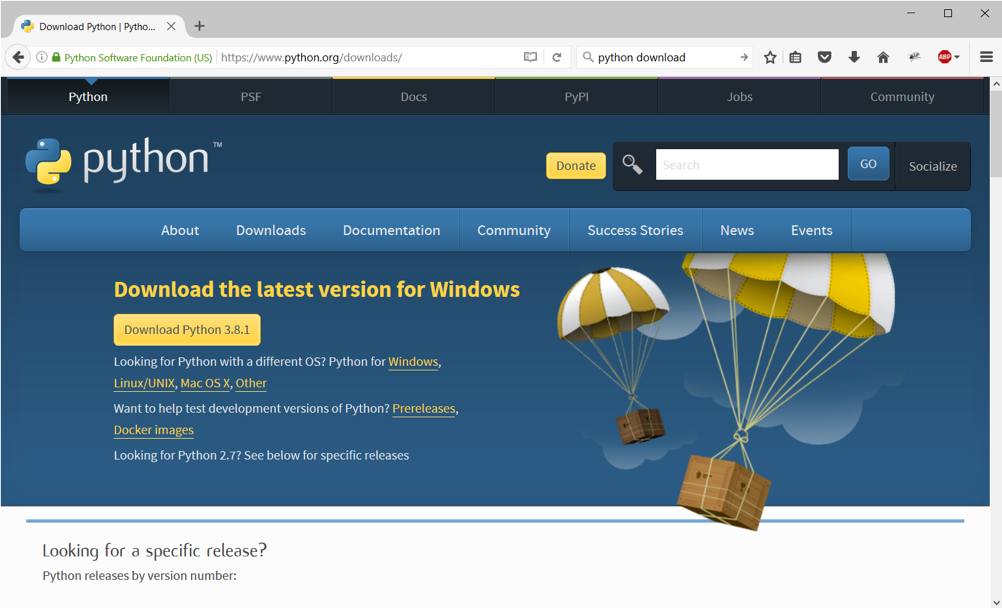 Download Python | Pytho...
Python Software Foundation (US) https://www.python.org/downloads/ python download ABP
Python PSF Docs PyPI Jobs Community
python™ Donate Search GO Socialize
About Downloads Documentation Community Success Stories News Events
Download the latest version for Windows
Download Python 3.8.1
Looking for Python with a different OS? Python for Windows,
Linux/UNIX, Mac OS X, Other
Want to help test development versions of Python? Prereleases,
Docker images
Looking for Python 2.7? See below for specific releases
Looking for a specific release?
Python releases by version number: